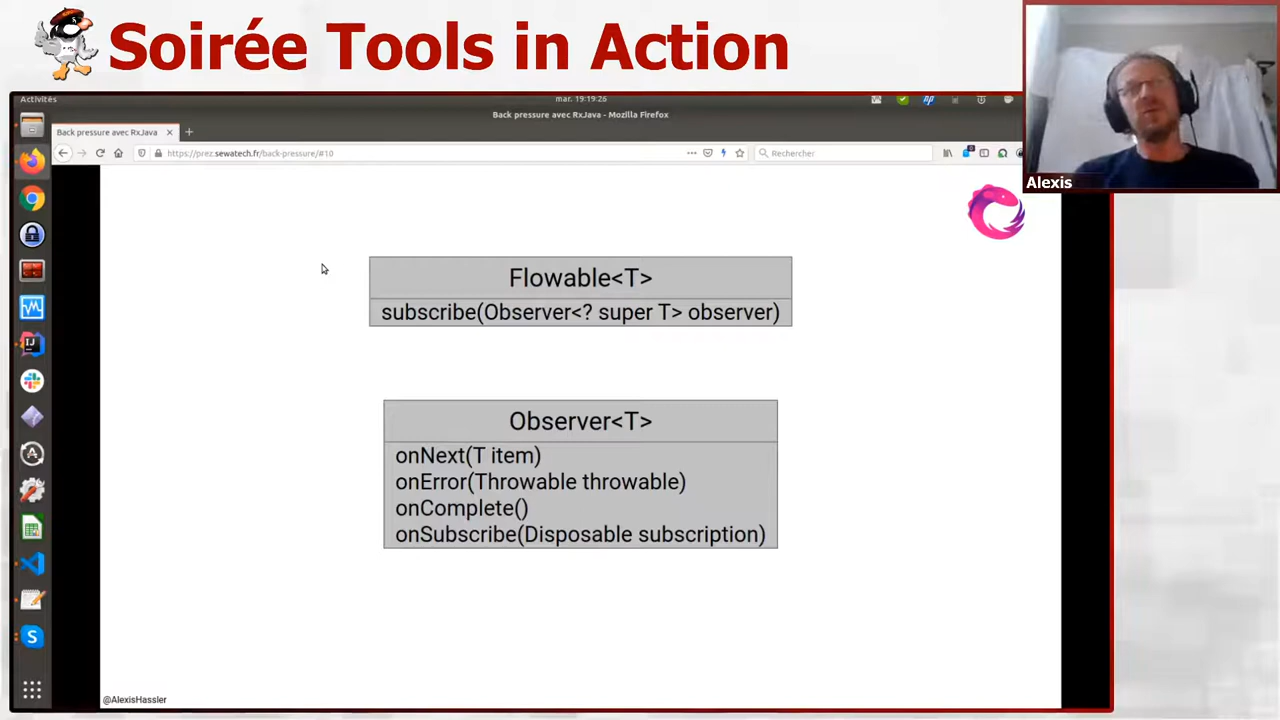 Soirée Tools in Action
Alexis
Activités
mar. 19:19:26
Back pressure avec RxJava - Mozilla Firefox
Back pressure avec RxJava
https://prez.sewatech.fr/back-pressure/#10
Rechercher
Flowable<T>
subscribe(Observer<? super T> observer)
Observer<T>
onNext(T item)
onError(Throwable throwable)
onComplete()
onSubscribe(Disposable subscription)
@AlexisHassler